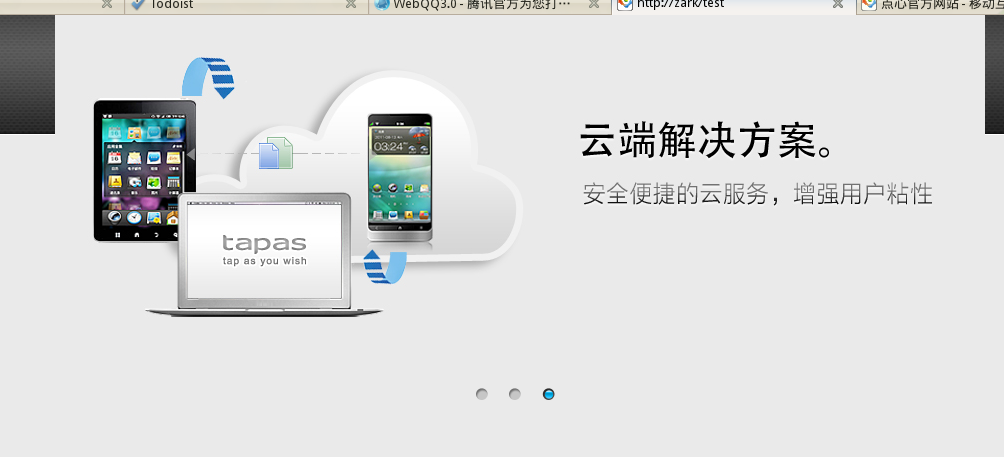 Todoist
WebQQ3.0 - 腾讯官方为您打…
http://zark/test
点心官方网站 - 移动互
云端解决方案。
安全便捷的云服务，增强用户粘性
03:24
tapas
tap as you wish